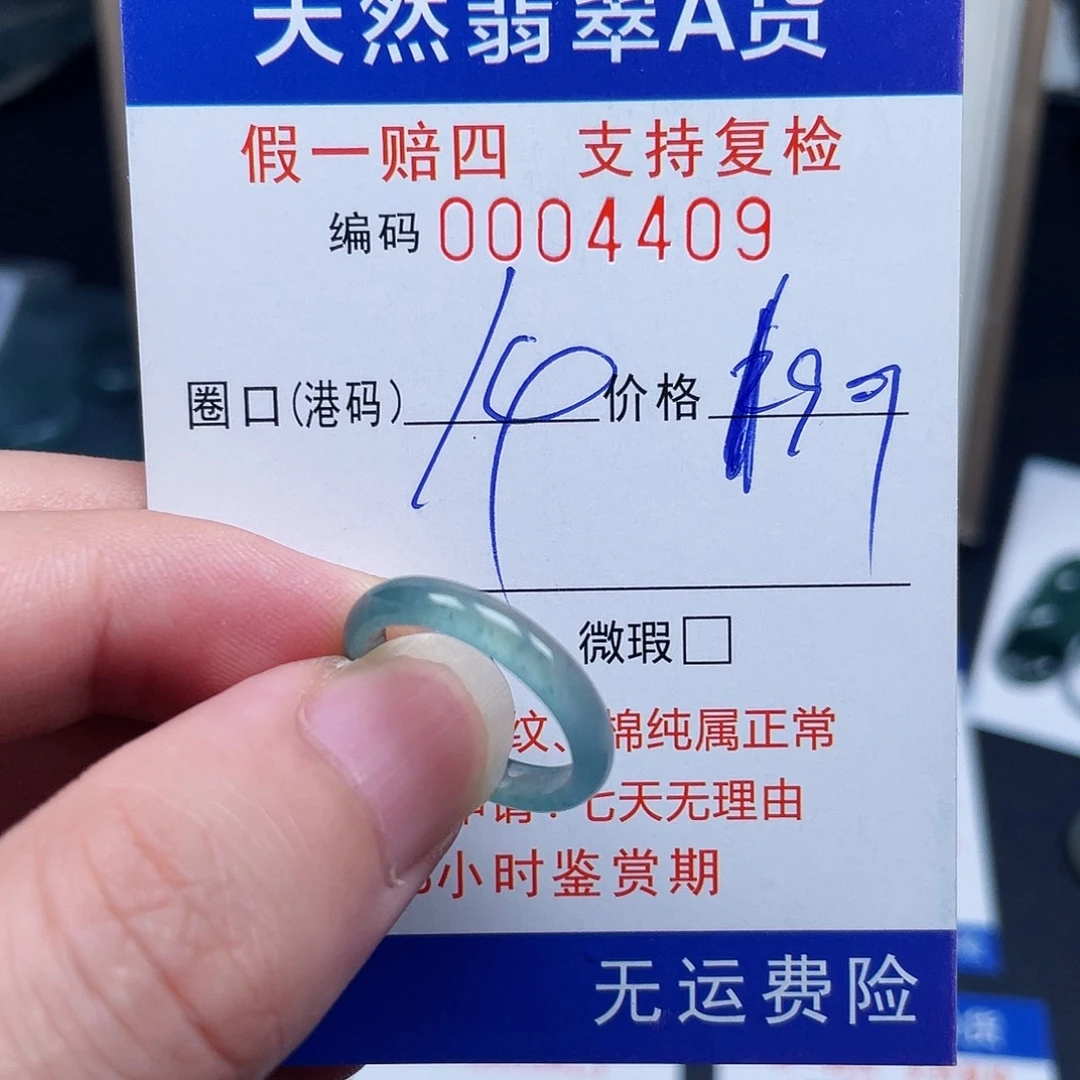 天然翡翠A货
假一赔四 支持复检
编码 0004409
圈口(港码) 14 价格
微瑕□
纹、 棉纯属正常
申请: 七天无理由
小时鉴赏期
无运费险